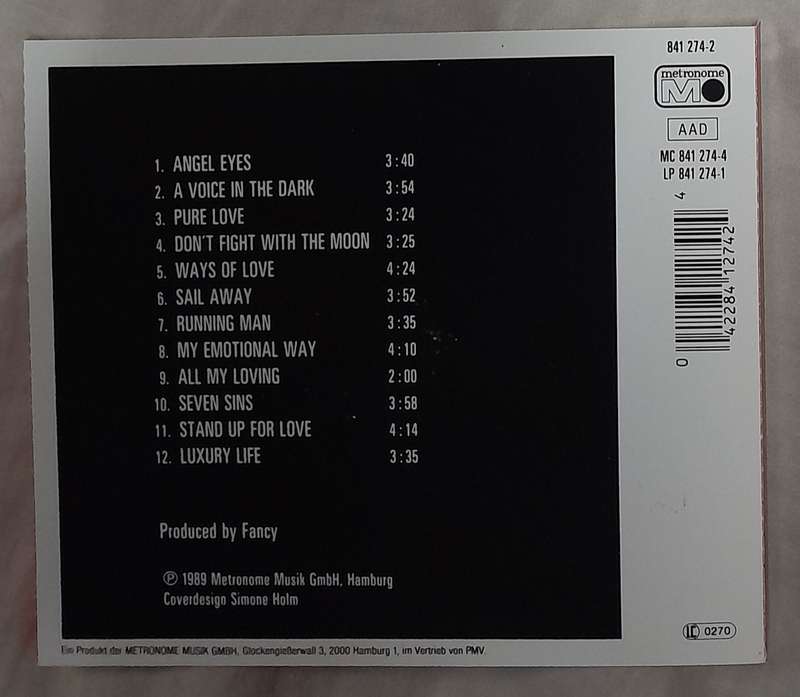 841 274-2
metronome
M
AAD
MC 841 274-4
LP 841 274-1
0 42284 12742 4
1. ANGEL EYES 3:40
2. A VOICE IN THE DARK 3:54
3. PURE LOVE 3:24
4. DON'T FIGHT WITH THE MOON 3:25
5. WAYS OF LOVE 4:24
6. SAIL AWAY 3:52
7. RUNNING MAN 3:35
8. MY EMOTIONAL WAY 4:10
9. ALL MY LOVING 2:00
10. SEVEN SINS 3:58
11. STAND UP FOR LOVE 4:14
12. LUXURY LIFE 3:35
Produced by Fancy
℗ 1989 Metronome Musik GmbH, Hamburg
Coverdesign Simone Holm
LC 0270
Ein Produkt der METRONOME MUSIK GMBH, Glockengießerwall 3, 2000 Hamburg 1, im Vertrieb von PMV.